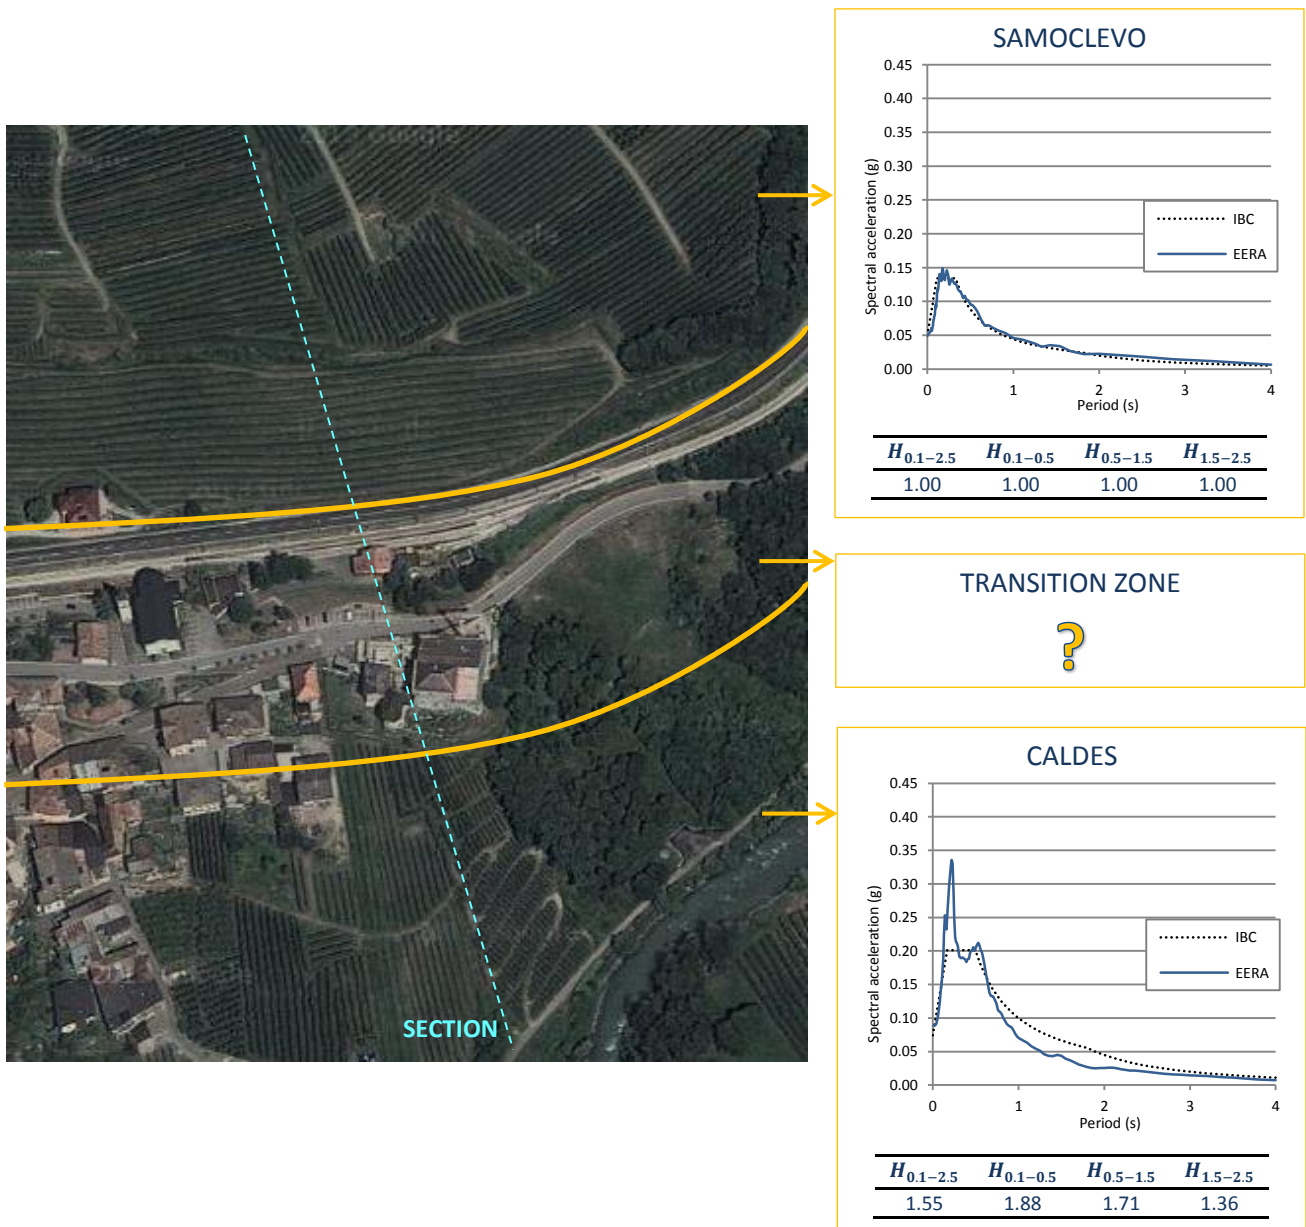 SAMOCLEVO
0.45
0.40
0.35
0.30
0.25
0.20
0.15
0.10
0.05
0.00
Spectral acceleration (g)
IBC
EERA
0 1 2 3 4
Period (s)
H0.1−2.5 H0.1−0.5 H0.5−1.5 H1.5−2.5
1.00 1.00 1.00 1.00
TRANSITION ZONE
?
CALDES
0.45
0.40
0.35
0.30
0.25
0.20
0.15
0.10
0.05
0.00
Spectral acceleration (g)
IBC
EERA
0 1 2 3 4
Period (s)
H0.1−2.5 H0.1−0.5 H0.5−1.5 H1.5−2.5
1.55 1.88 1.71 1.36
SECTION